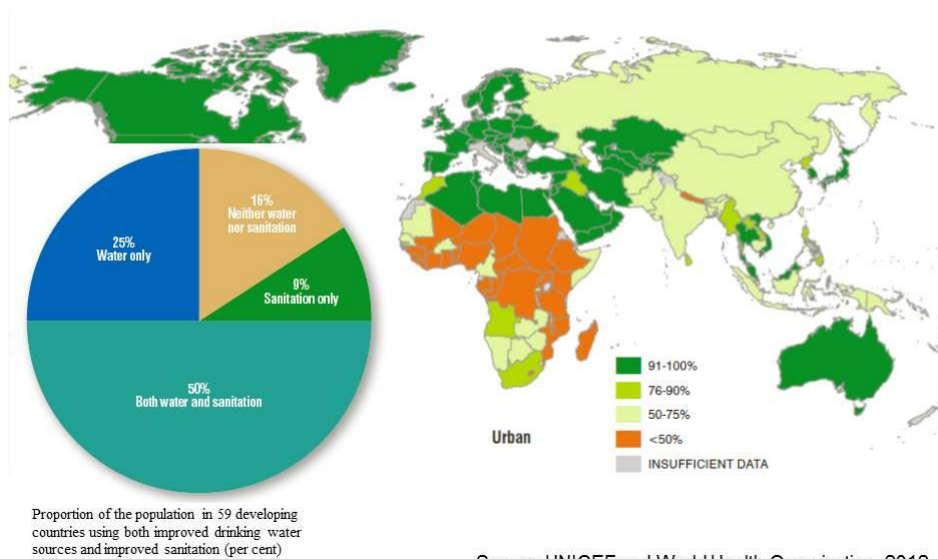 16%
Neither water
nor sanitation
25%
Water only
9%
Sanitation only
50%
Both water and sanitation
Urban
91-100%
76-90%
50-75%
<50%
INSUFFICIENT DATA
Proportion of the population in 59 developing
countries using both improved drinking water
sources and improved sanitation (per cent)